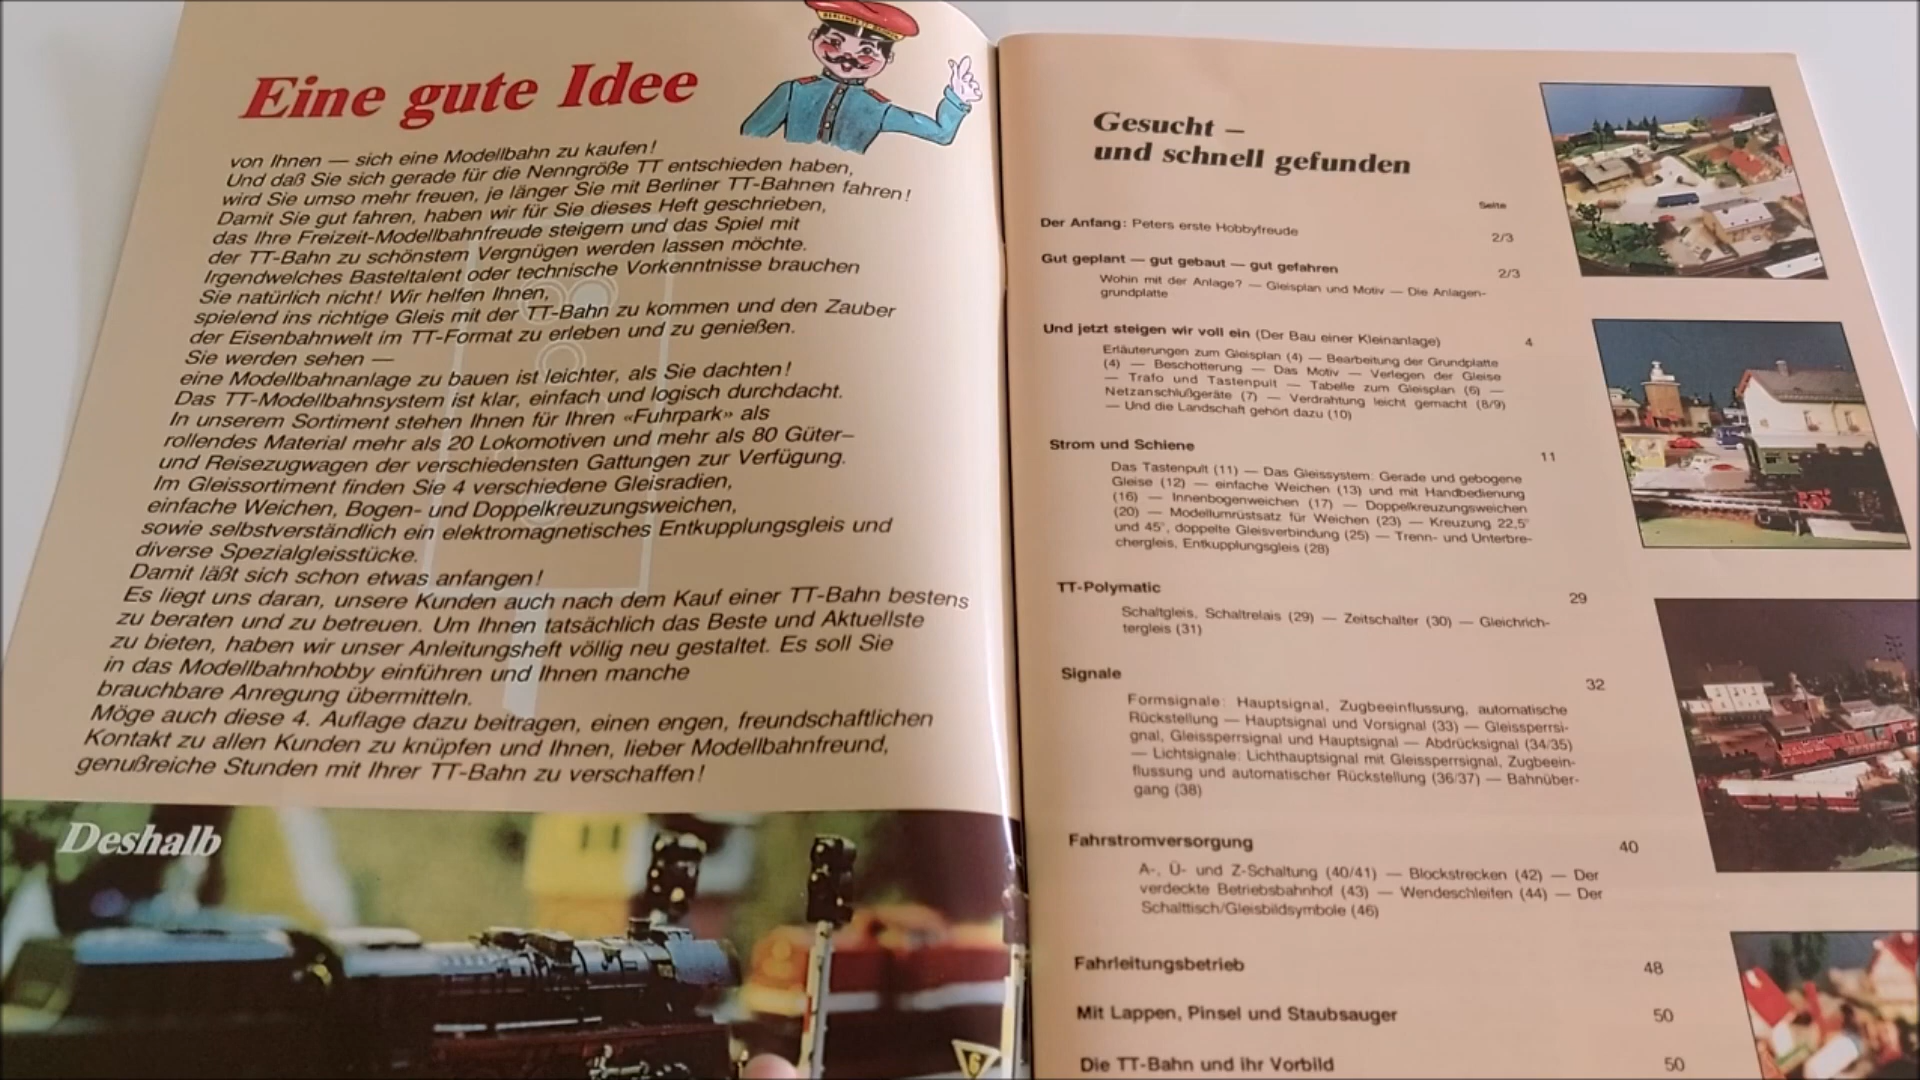 Eine gute Idee
von Ihnen — sich eine Modellbahn zu kaufen!
Und daß Sie sich gerade für die Nenngröße TT entschieden haben,
wird Sie umso mehr freuen, je länger Sie mit Berliner TT-Bahnen fahren!
Damit Sie gut fahren, haben wir für Sie dieses Heft geschrieben,
das Ihre Freizeit-Modellbahnfreude steigern und das Spiel mit
der TT-Bahn zu schönstem Vergnügen werden lassen möchte.
Irgendwelches Basteltalent oder technische Vorkenntnisse brauchen
Sie natürlich nicht! Wir helfen Ihnen,
spielend ins richtige Gleis mit der TT-Bahn zu kommen und den Zauber
der Eisenbahnwelt im TT-Format zu erleben und zu genießen.
Sie werden sehen —
eine Modellbahnanlage zu bauen ist leichter, als Sie dachten!
Das TT-Modellbahnsystem ist klar, einfach und logisch durchdacht.
In unserem Sortiment stehen Ihnen für Ihren «Fuhrpark» als
rollendes Material mehr als 20 Lokomotiven und mehr als 80 Güter—
und Reisezugwagen der verschiedensten Gattungen zur Verfügung.
Im Gleissortiment finden Sie 4 verschiedene Gleisradien,
einfache Weichen, Bogen- und Doppelkreuzungsweichen,
sowie selbstverständlich ein elektromagnetisches Entkupplungsgleis und
diverse Spezialgleisstücke.
Damit läßt sich schon etwas anfangen!
Es liegt uns daran, unsere Kunden auch nach dem Kauf einer TT-Bahn bestens
zu beraten und zu betreuen. Um Ihnen tatsächlich das Beste und Aktuellste
zu bieten, haben wir unser Anleitungsheft völlig neu gestaltet. Es soll Sie
in das Modellbahnhobby einführen und Ihnen manche
brauchbare Anregung übermitteln.
Möge auch diese 4. Auflage dazu beitragen, einen engen, freundschaftlichen
Kontakt zu allen Kunden zu knüpfen und Ihnen, lieber Modellbahnfreund,
genußreiche Stunden mit Ihrer TT-Bahn zu verschaffen!
Deshalb
6
Gesucht —
und schnell gefunden
Seite
Der Anfang: Peters erste Hobbyfreude 2/3
Gut geplant — gut gebaut — gut gefahren 2/3
Wohin mit der Anlage? — Gleisplan und Motiv — Die Anlagen-
grundplatte
Und jetzt steigen wir voll ein (Der Bau einer Kleinanlage) 4
Erläuterungen zum Gleisplan (4) — Bearbeitung der Grundplatte
(4) — Beschotterung — Das Motiv — Verlegen der Gleise
— Trafo und Tastenpult — Tabelle zum Gleisplan (6) —
Netzanschlußgeräte (7) — Verdrahtung leicht gemacht (8/9)
— Und die Landschaft gehört dazu (10)
Strom und Schiene 11
Das Tastenpult (11) — Das Gleissystem: Gerade und gebogene
Gleise (12) — einfache Weichen (13) und mit Handbedienung
(16) — Innenbogenweichen (17) — Doppelkreuzungsweichen
(20) — Modellumrüstsatz für Weichen (23) — Kreuzung 22,5°
und 45°, doppelte Gleisverbindung (25) — Trenn- und Unterbre-
chergleis, Entkupplungsgleis (28)
TT-Polymatic 29
Schaltgleis, Schaltrelais (29) — Zeitschalter (30) — Gleichrich-
tergleis (31)
Signale 32
Formsignale: Hauptsignal, Zugbeeinflussung, automatische
Rückstellung — Hauptsignal und Vorsignal (33) — Gleissperrsi-
gnal, Gleissperrsignal und Hauptsignal — Abdrücksignal (34/35)
— Lichtsignale: Lichthauptsignal mit Gleissperrsignal, Zugbeein-
flussung und automatischer Rückstellung (36/37) — Bahnüber-
gang (38)
Fahrstromversorgung 40
A-, Ü- und Z-Schaltung (40/41) — Blockstrecken (42) — Der
verdeckte Betriebsbahnhof (43) — Wendeschleifen (44) — Der
Schalttisch/Gleisbildsymbole (46)
Fahrleitungsbetrieb 48
Mit Lappen, Pinsel und Staubsauger 50
Die TT-Bahn und ihr Vorbild 50